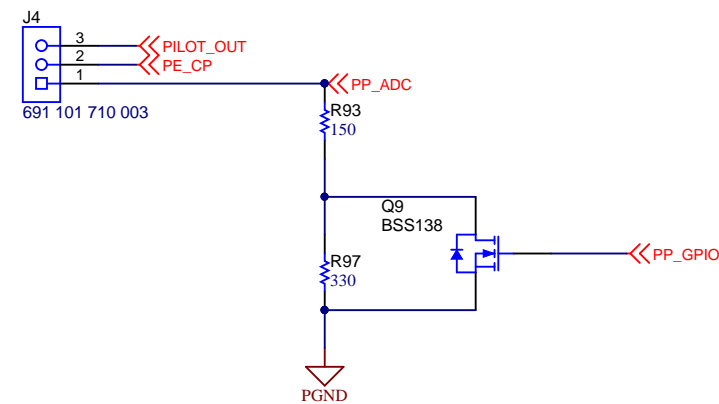 J4
3
PILOT_OUT
2
PE_CP
1
PP_ADC
691 101 710 003
R93
150
Q9
BSS138
PP_GPIO
R97
330
PGND